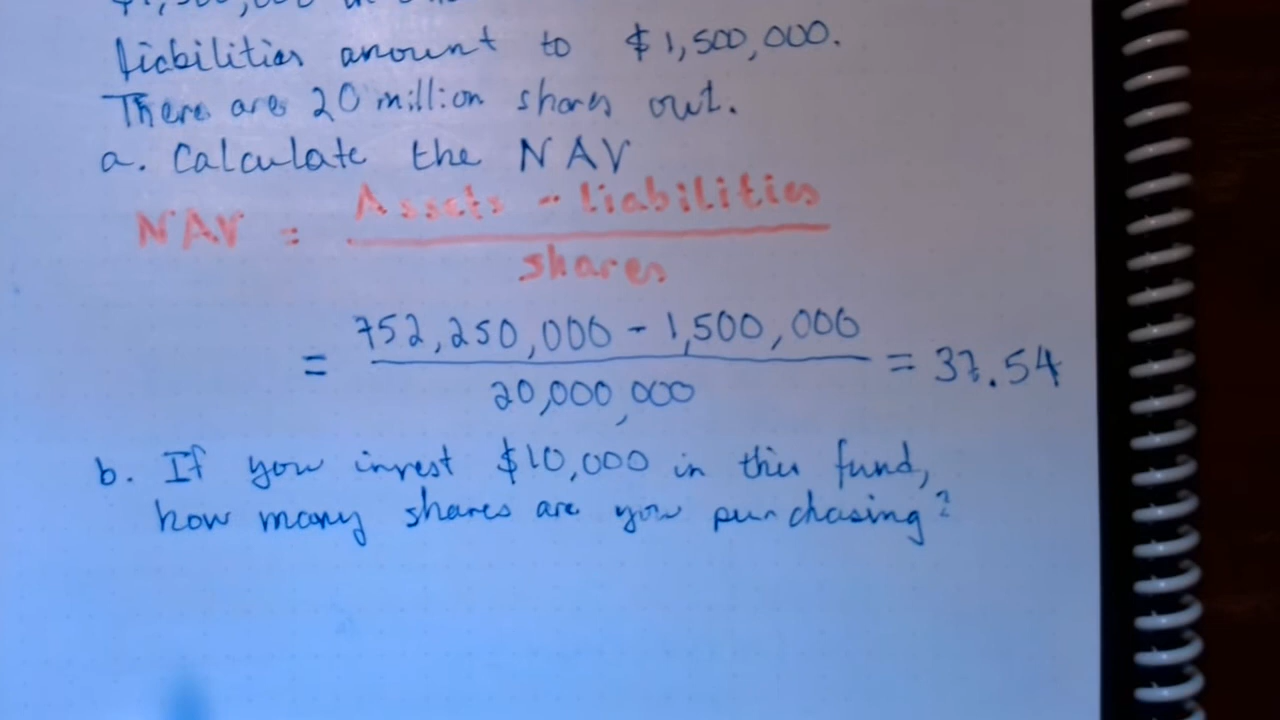 liabilities amount to $1,500,000.
There are 20 million shares out.
a. Calculate the NAV
NAV = Assets - liabilities / shares
= 752,250,000 - 1,500,000 / 20,000,000 = 37.54
b. If you invest $10,000 in this fund,
how many shares are you purchasing?